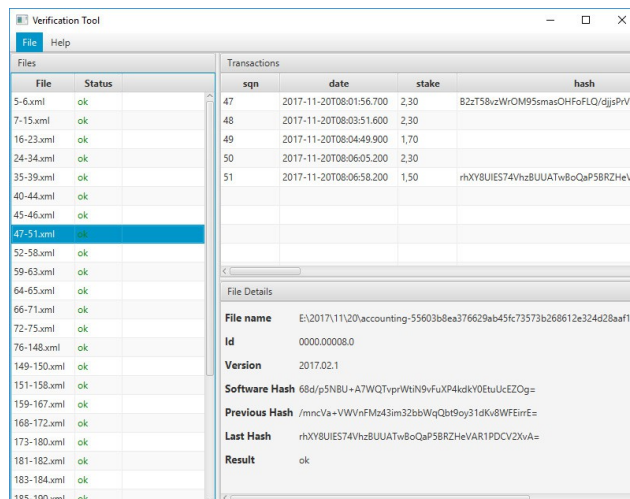 Verification Tool
File Help
Files
File Status
5-6.xml ok
7-15.xml ok
16-23.xml ok
24-34.xml ok
35-39.xml ok
40-44.xml ok
45-46.xml ok
47-51.xml ok
52-58.xml ok
59-63.xml ok
64-65.xml ok
66-71.xml ok
72-75.xml ok
76-148.xml ok
149-150.xml ok
151-158.xml ok
159-167.xml ok
168-172.xml ok
173-180.xml ok
181-182.xml ok
183-184.xml ok
185-190.xml ok
Transactions
sqn date stake hash
47 2017-11-20T08:01:56.700 2,30 B2zT58vzWrOM95smasOHFoFLQ/djjsPrV
48 2017-11-20T08:03:51.600 2,30
49 2017-11-20T08:04:49.900 1,70
50 2017-11-20T08:06:05.200 2,30
51 2017-11-20T08:06:58.200 1,50 rhXY8UIES74VhzBUUATwBoQaP5BRZHeV
File Details
File name E:\2017\11\20\accounting-55603b8ea376629ab45fc73573b268612e324d28aaf1
Id 0000.00008.0
Version 2017.02.1
Software Hash 68d/p5NBU+A7WQTvprWtiN9vFuXP4kdkY0EtuUcEZOg=
Previous Hash /mncVa+VWVnFMz43im32bbWqQbt9oy31dKv8WFEirrE=
Last Hash rhXY8UIES74VhzBUUATwBoQaP5BRZHeVAR1PDCV2XvA=
Result ok